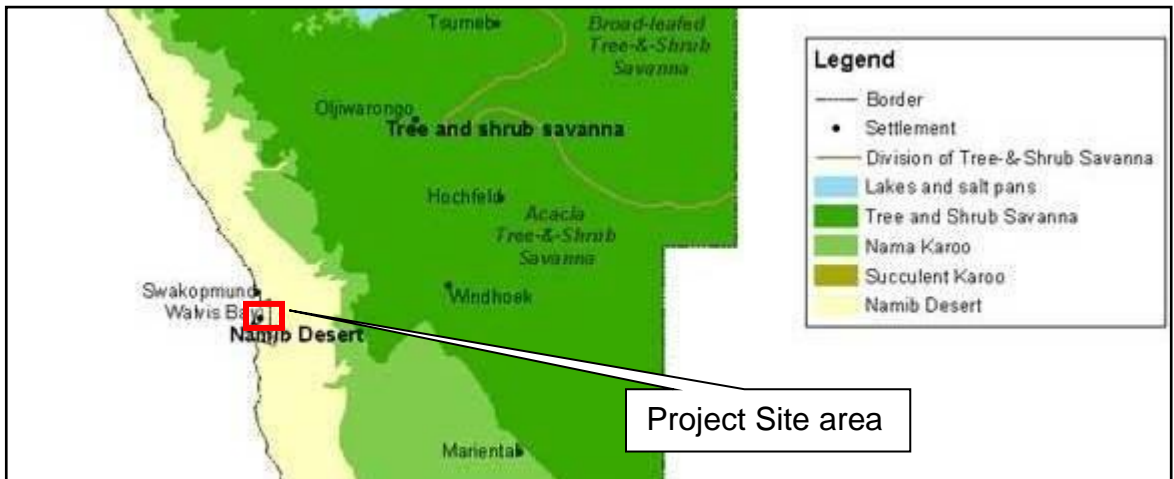 Tsumeb
Broad-leafed
Tree-&-Shrub
Savanna
Oljiwarongo
Tree and shrub savanna
Hochfeld
Acacia
Tree-&-Shrub
Savanna
Swakopmund
Windhoek
Walvis Bay
Namib Desert
Mariental
Project Site area
Legend
Border
Settlement
Division of Tree-&-Shrub Savanna
Lakes and salt pans
Tree and Shrub Savanna
Nama Karoo
Succulent Karoo
Namib Desert